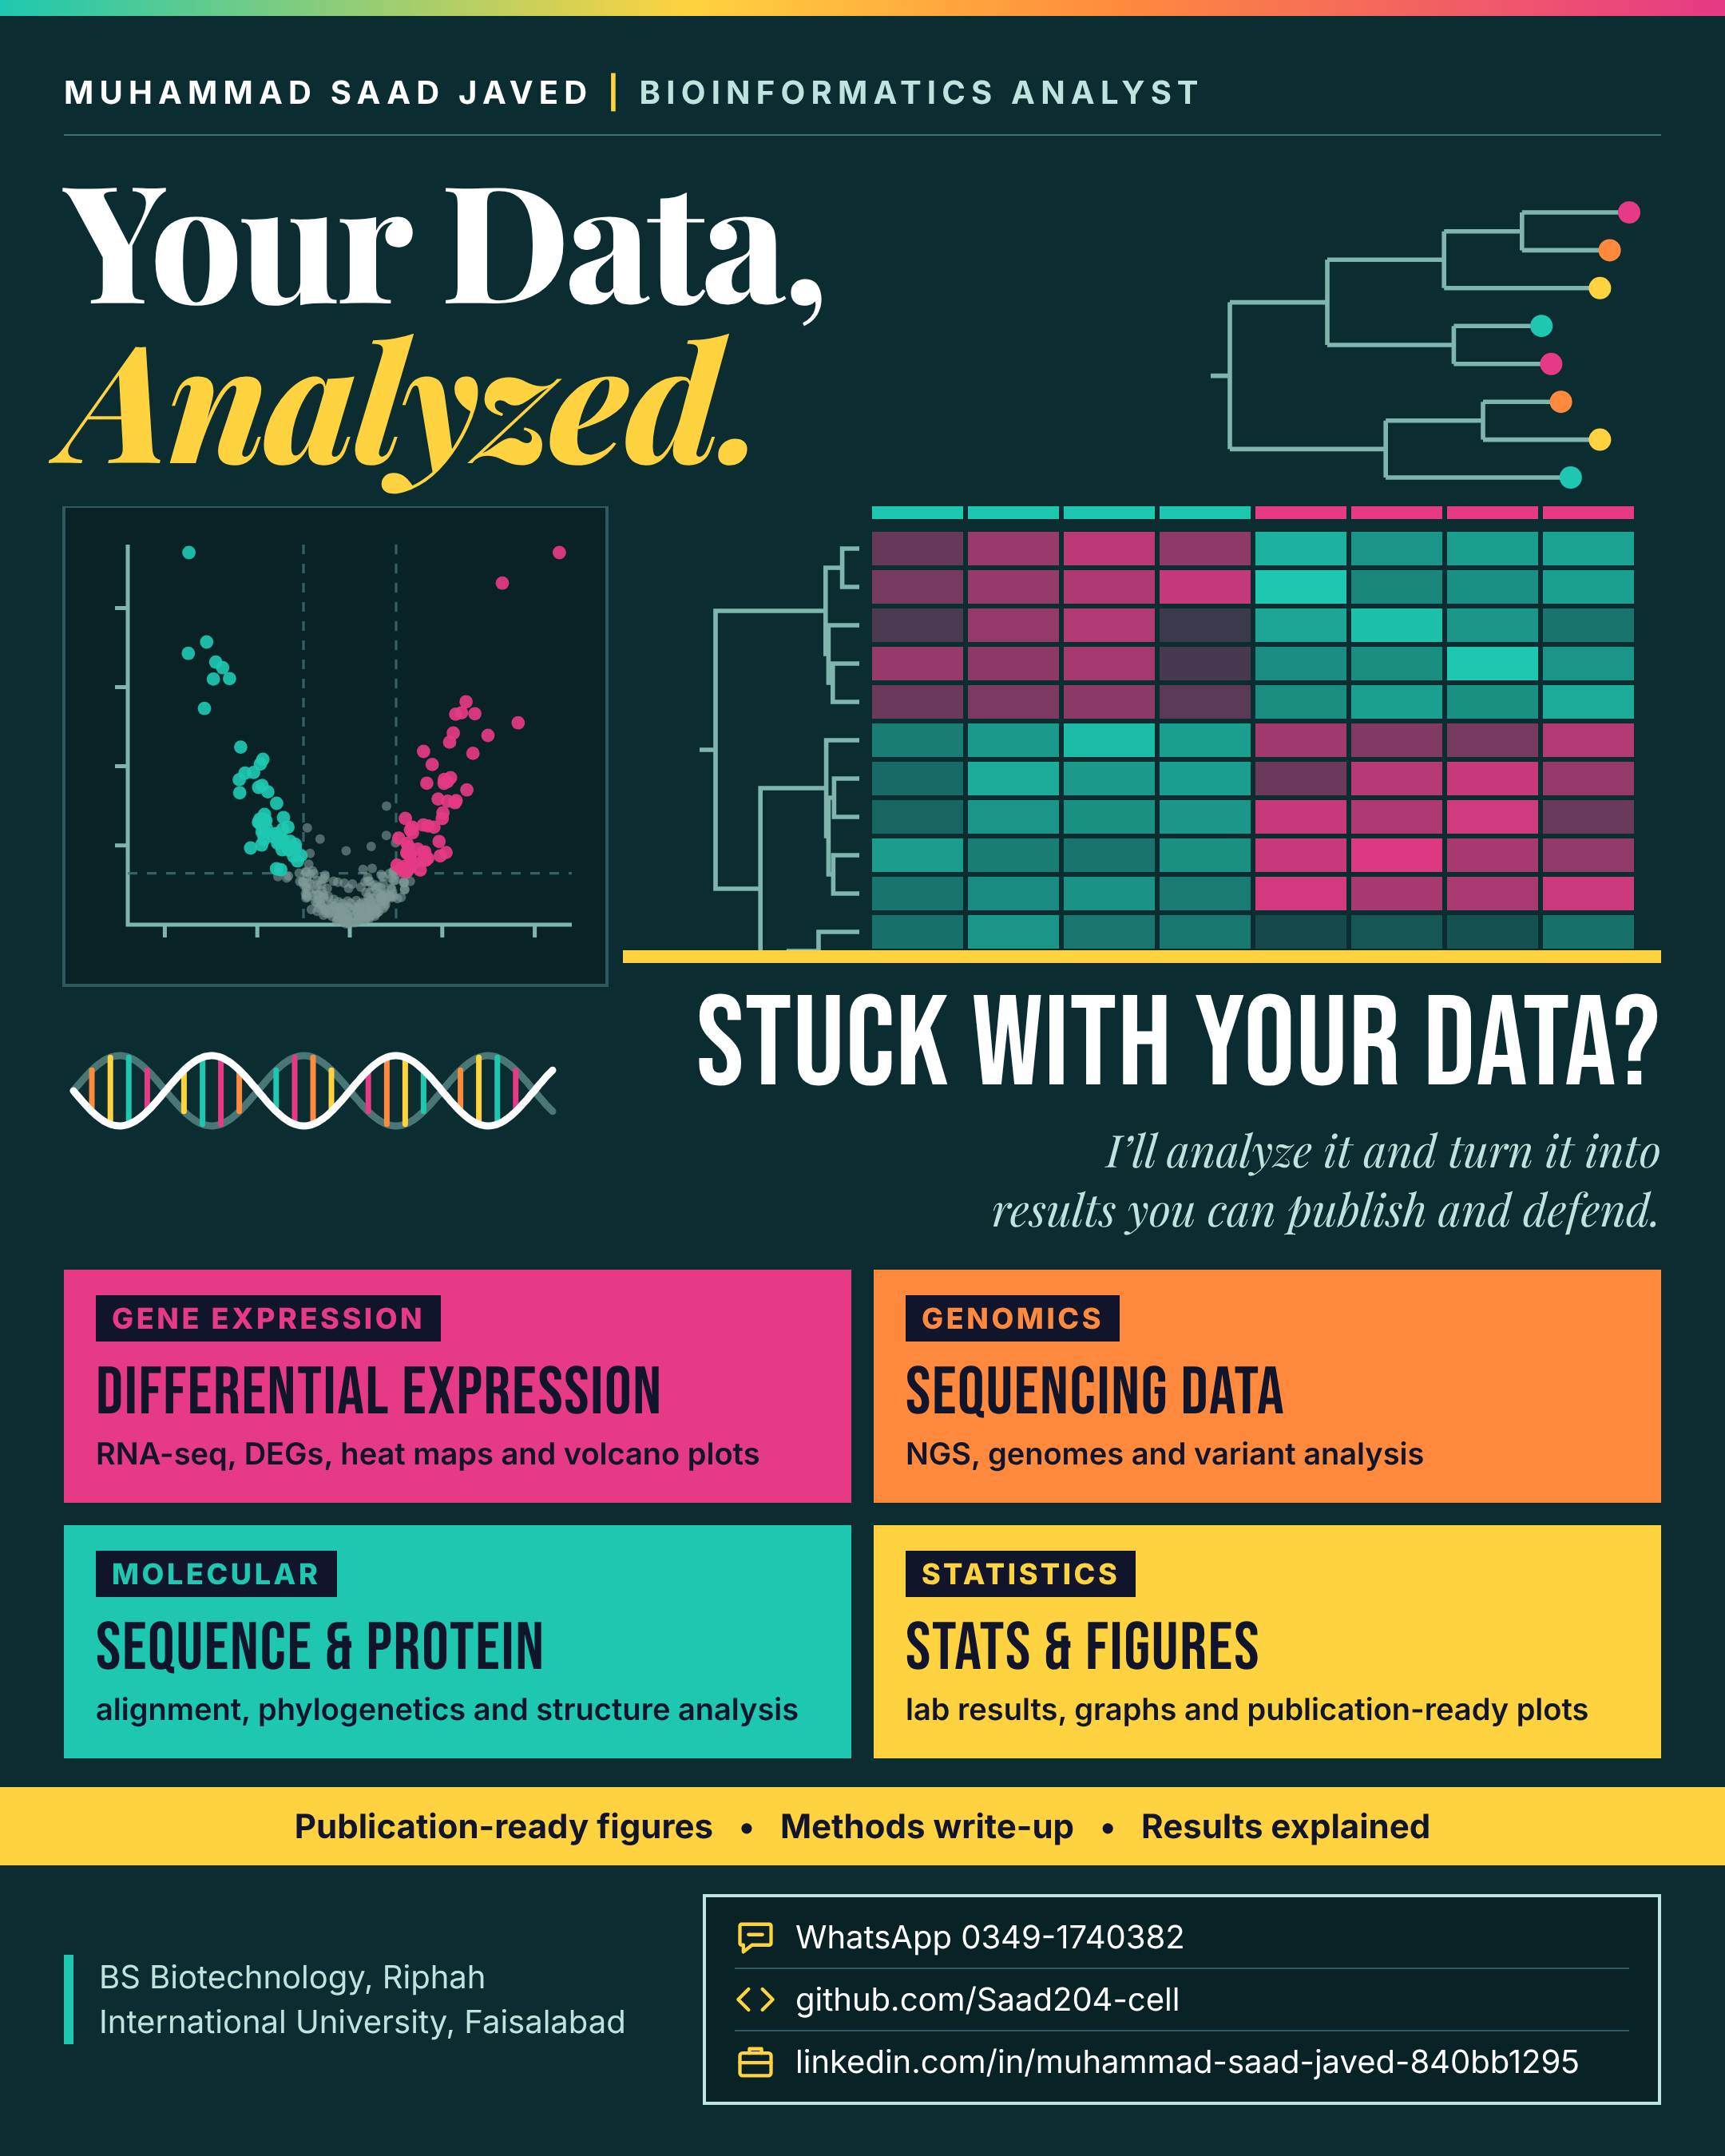 MUHAMMAD SAAD JAVED | BIOINFORMATICS ANALYST
Your Data,
Analyzed.
STUCK WITH YOUR DATA?
I'll analyze it and turn it into
results you can publish and defend.
GENE EXPRESSION
DIFFERENTIAL EXPRESSION
RNA-seq, DEGs, heat maps and volcano plots
GENOMICS
SEQUENCING DATA
NGS, genomes and variant analysis
MOLECULAR
SEQUENCE & PROTEIN
alignment, phylogenetics and structure analysis
STATISTICS
STATS & FIGURES
lab results, graphs and publication-ready plots
Publication-ready figures • Methods write-up • Results explained
BS Biotechnology, Riphah
International University, Faisalabad
WhatsApp 0349-1740382
github.com/Saad204-cell
linkedin.com/in/muhammad-saad-javed-840bb1295